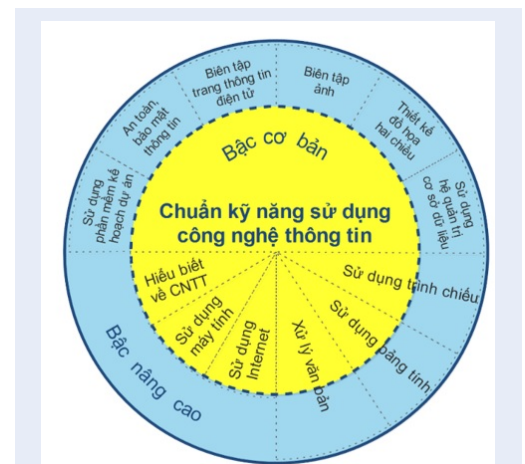 Sử dụng
phần mềm kế
hoạch dự án
An toàn,
bảo mật
thông tin
Biên tập
trang thông tin
điện tử
Biên tập
ảnh
Thiết kế
đồ họa
hai chiều
Sử dụng
hệ quản trị
cơ sở dữ liệu
Bậc cơ bản
Chuẩn kỹ năng sử dụng
công nghệ thông tin
Hiểu biết
về CNTT
Sử dụng
máy tính
Sử dụng
Internet
Xử lý văn bản
Sử dụng bảng tính
Sử dụng trình chiếu
Bậc nâng cao